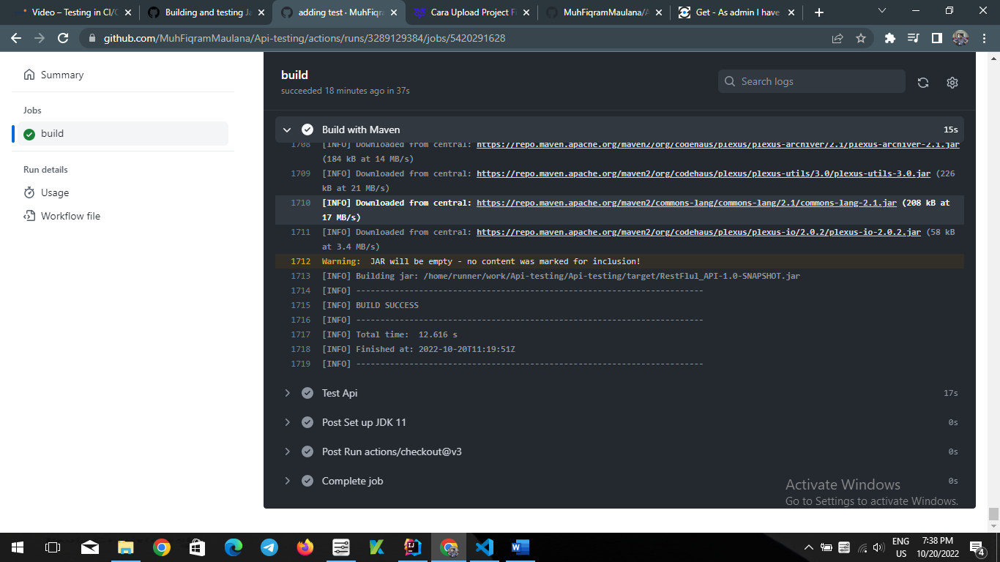 Video – Testing in CI/C
Building and testing Ja
adding test · MuhFiqra
Cara Upload Project F
MuhFiqramMaulana/A
Get - As admin I have
github.com/MuhFiqramMaulana/Api-testing/actions/runs/3289129384/jobs/5420291628
Summary
Jobs
build
Run details
Usage
Workflow file
build
succeeded 18 minutes ago in 37s
Search logs
Build with Maven 15s
1708 [INFO] Downloaded from central: https://repo.maven.apache.org/maven2/org/codehaus/plexus/plexus-archiver/2.1/plexus-archiver-2.1.jar
(184 kB at 14 MB/s)
1709 [INFO] Downloaded from central: https://repo.maven.apache.org/maven2/org/codehaus/plexus/plexus-utils/3.0/plexus-utils-3.0.jar (226
kB at 21 MB/s)
1710 [INFO] Downloaded from central: https://repo.maven.apache.org/maven2/commons-lang/commons-lang/2.1/commons-lang-2.1.jar (208 kB at
17 MB/s)
1711 [INFO] Downloaded from central: https://repo.maven.apache.org/maven2/org/codehaus/plexus/plexus-io/2.0.2/plexus-io-2.0.2.jar (58 kB
at 3.4 MB/s)
1712 Warning:  JAR will be empty - no content was marked for inclusion!
1713 [INFO] Building jar: /home/runner/work/Api-testing/Api-testing/target/RestFlul_API-1.0-SNAPSHOT.jar
1714 [INFO] ------------------------------------------------------------------------
1715 [INFO] BUILD SUCCESS
1716 [INFO] ------------------------------------------------------------------------
1717 [INFO] Total time:  12.616 s
1718 [INFO] Finished at: 2022-10-20T11:19:51Z
1719 [INFO] ------------------------------------------------------------------------
Test Api 17s
Post Set up JDK 11 0s
Post Run actions/checkout@v3 0s
Complete job 0s
Activate Windows
Go to Settings to activate Windows.
ENG
US
7:38 PM
10/20/2022
4